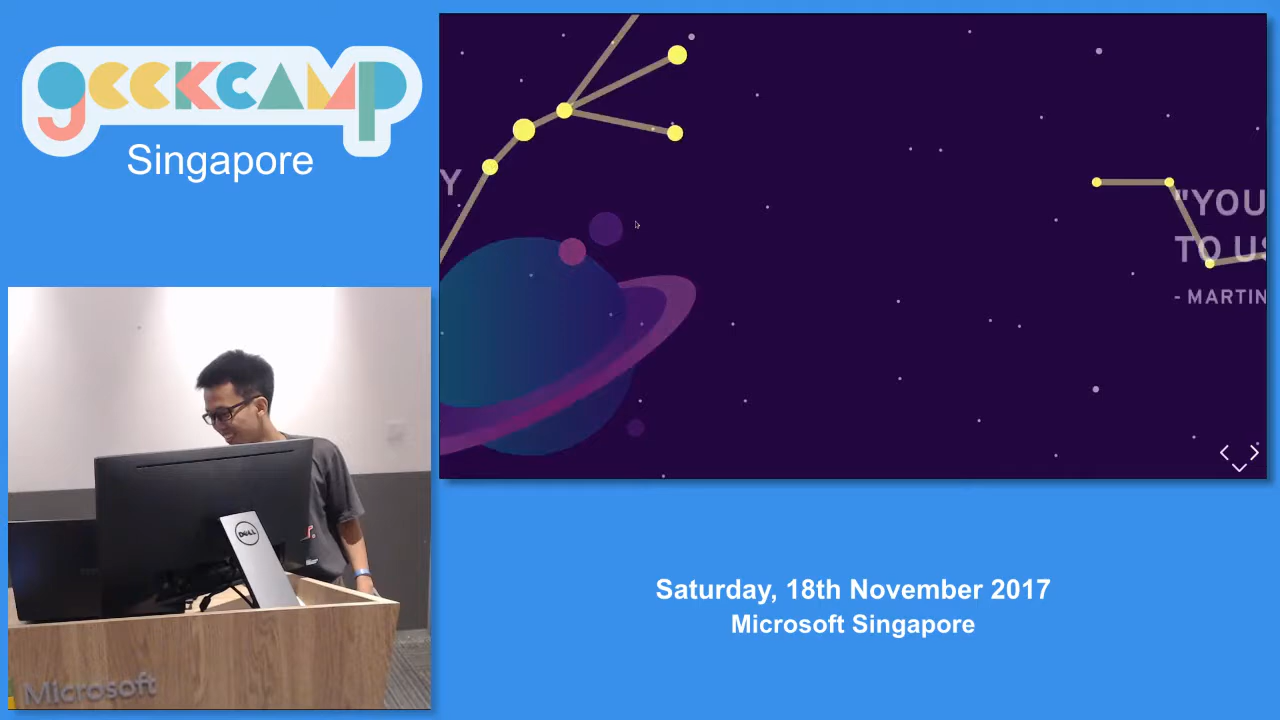 geekcamp
Singapore
Y
"YOU
TO US
- MARTIN
DELL
Microsoft
Saturday, 18th November 2017
Microsoft Singapore